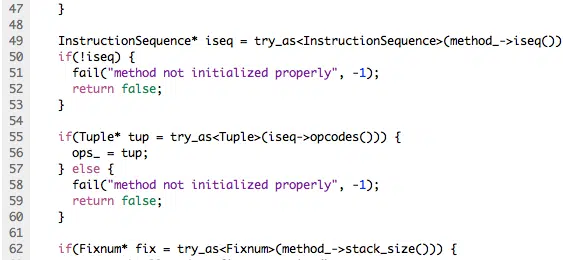 47 }
48
49 InstructionSequence* iseq = try_as<InstructionSequence>(method_->iseq())
50 if(!iseq) {
51 fail("method not initialized properly", -1);
52 return false;
53 }
54
55 if(Tuple* tup = try_as<Tuple>(iseq->opcodes())) {
56 ops_ = tup;
57 } else {
58 fail("method not initialized properly", -1);
59 return false;
60 }
61
62 if(Fixnum* fix = try_as<Fixnum>(method_->stack_size())) {